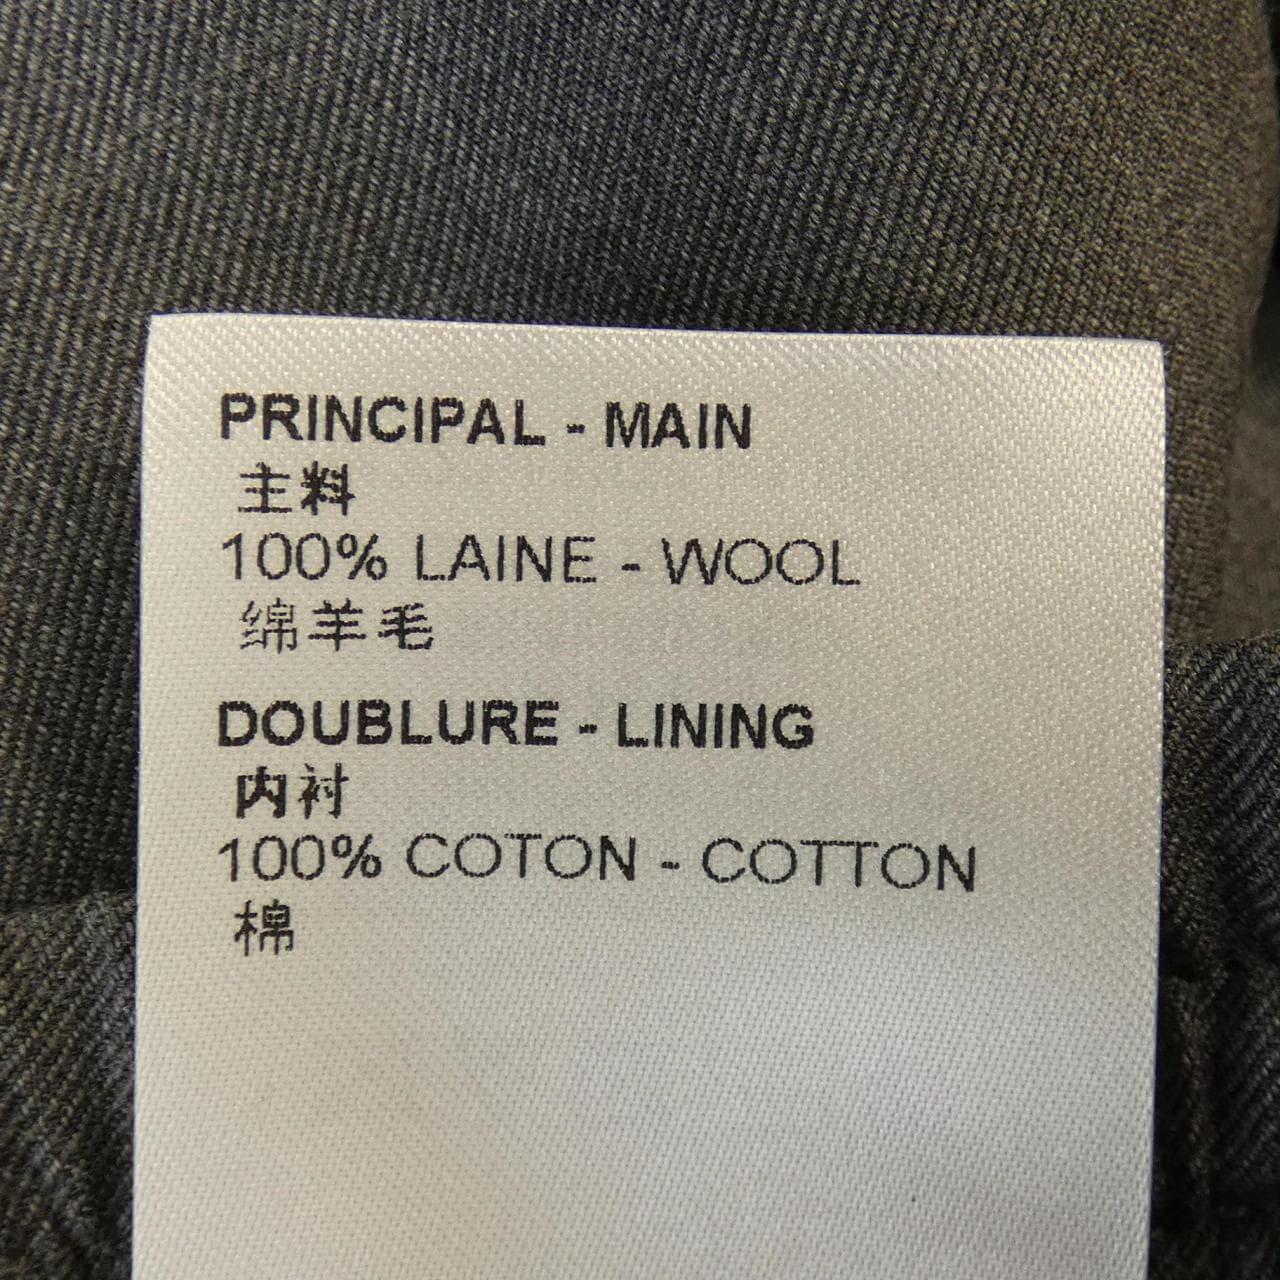 PRINCIPAL - MAIN
主料
100% LAINE - WOOL
绵羊毛
DOUBLURE - LINING
内衬
100% COTON - COTTON
棉